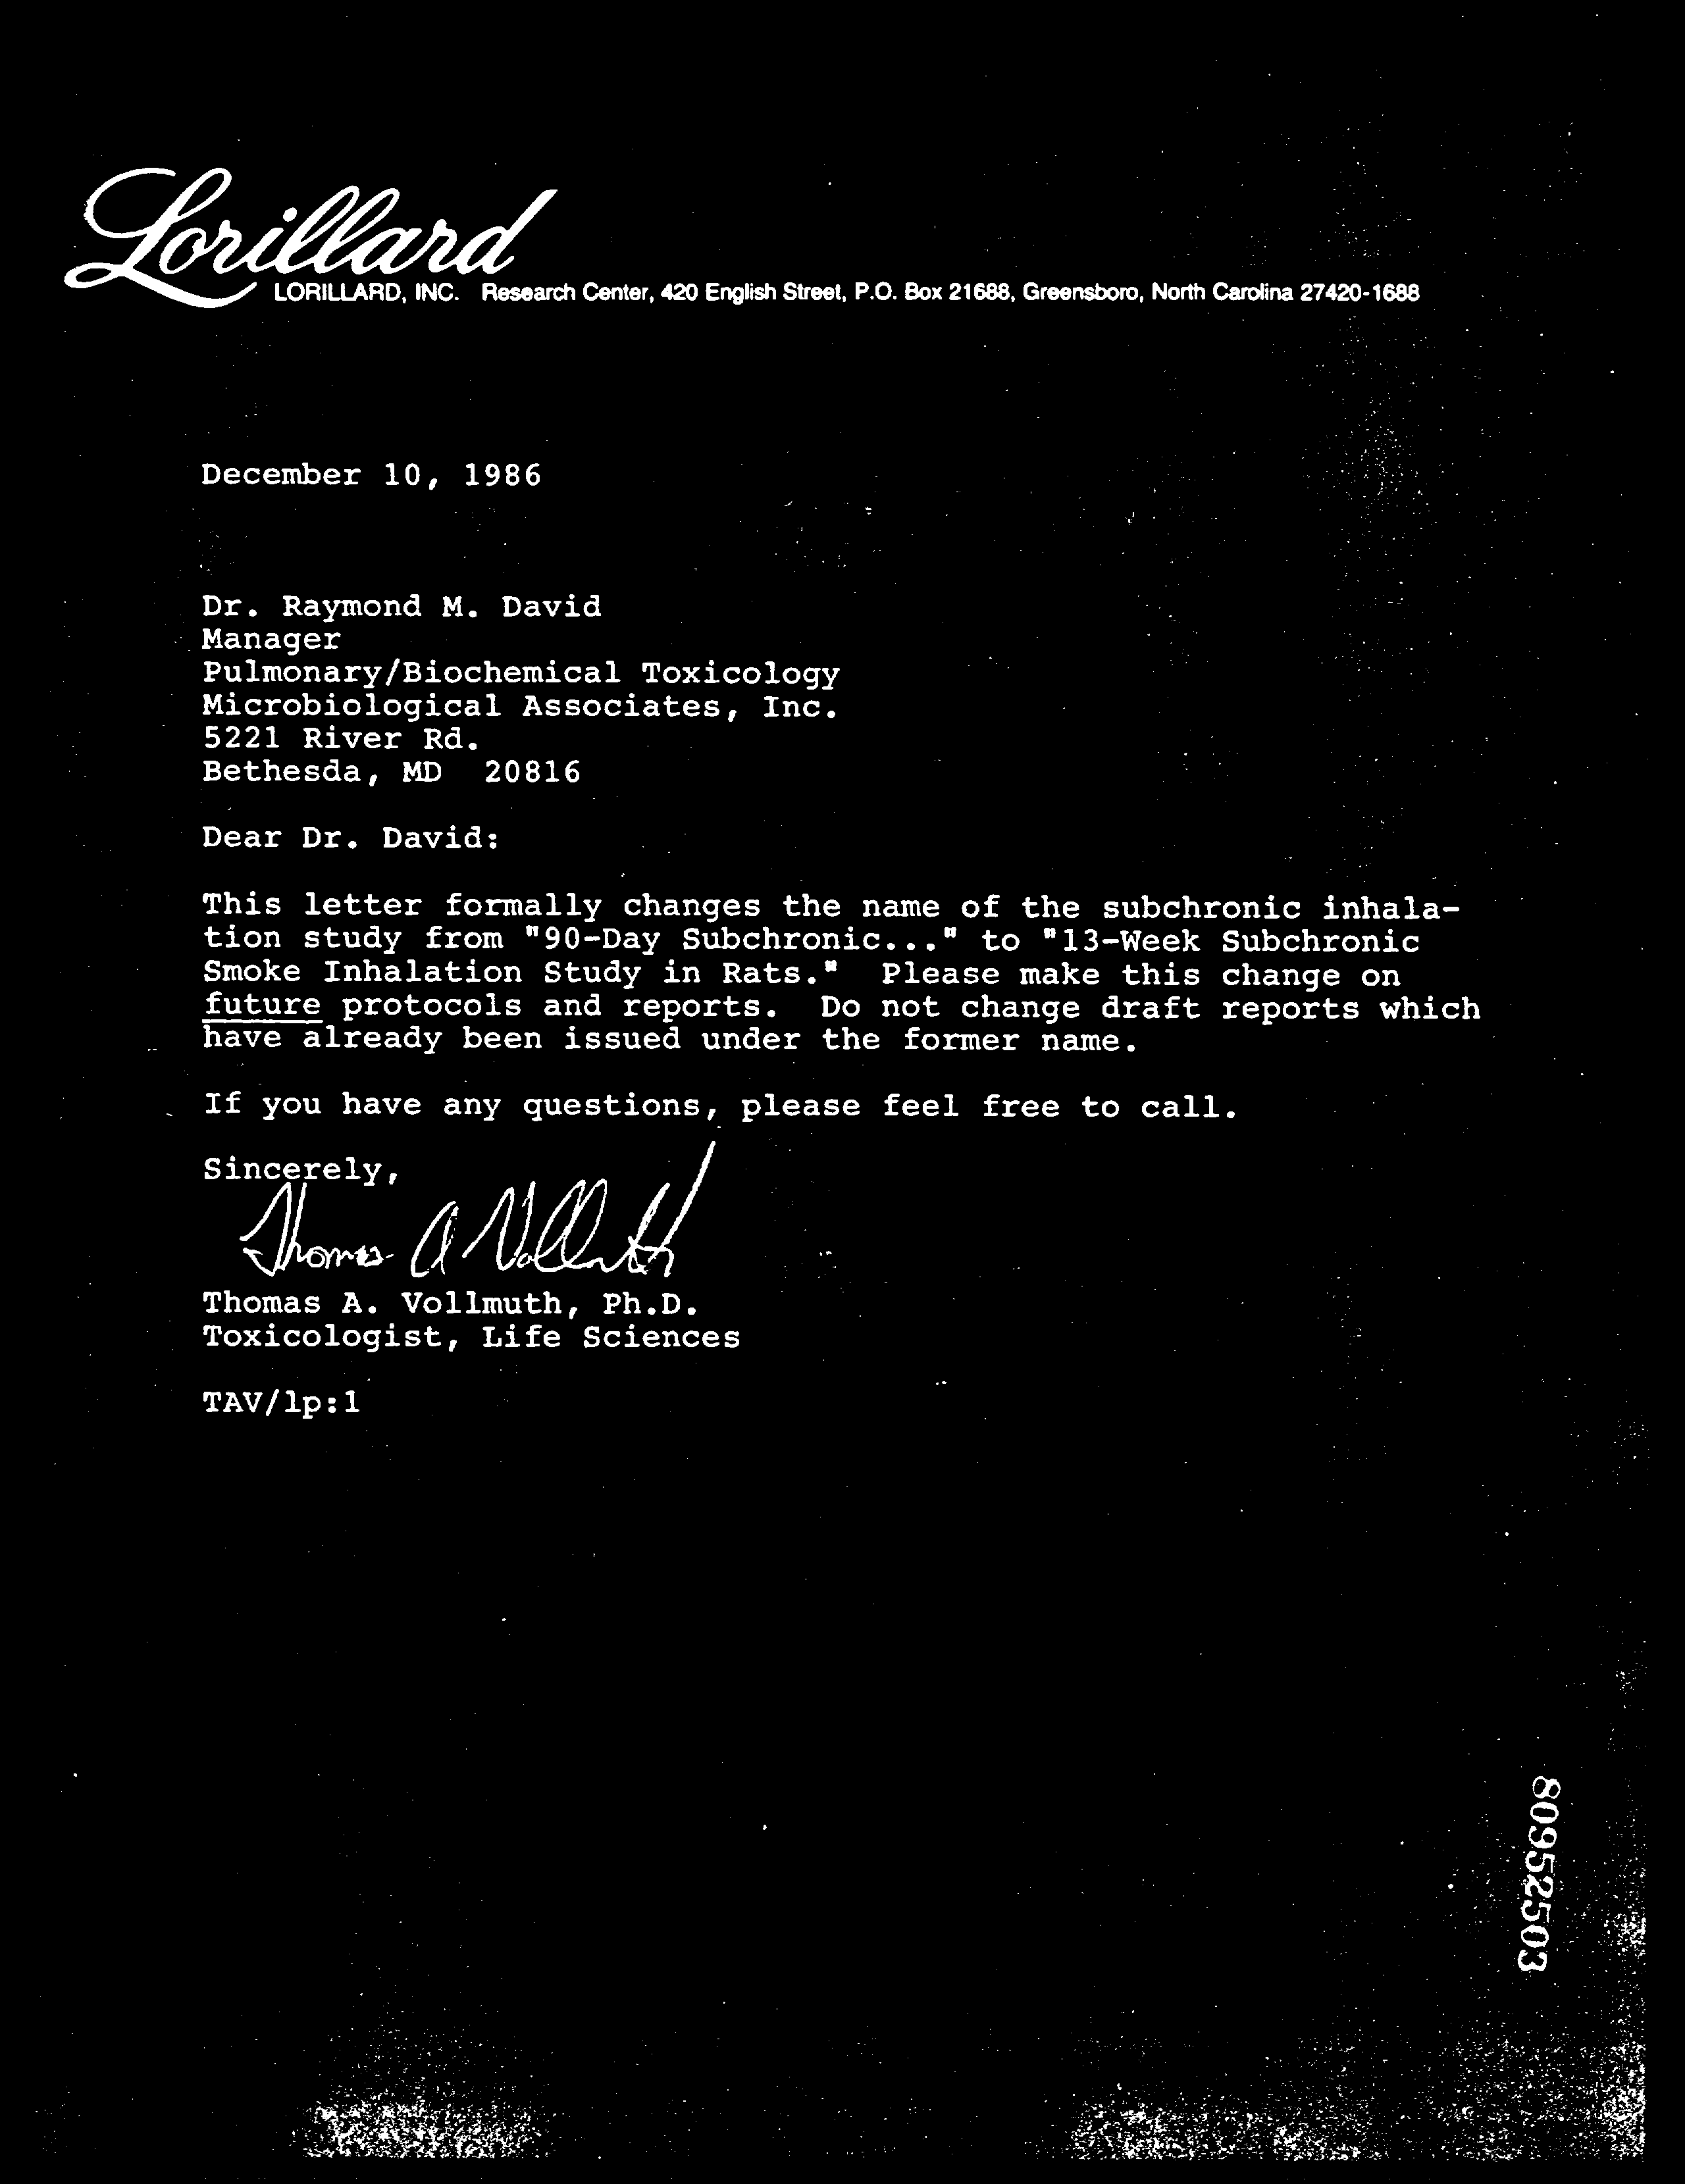 Lorillard
LORILLARD, INC. Research Center, 420 English Street, P.O. Box 21688, Greensboro, North Carolina 27420-1688
December 10, 1986
Dr. Raymond M. David
Manager
Pulmonary/Biochemical Toxicology
Microbiological Associates, Inc.
5221 River Rd.
Bethesda, MD  20816
Dear Dr. David:
This letter formally changes the name of the subchronic inhala-
tion study from "90-Day Subchronic..." to "13-Week Subchronic
Smoke Inhalation Study in Rats."  Please make this change on
future protocols and reports.  Do not change draft reports which
have already been issued under the former name.
If you have any questions, please feel free to call.
Sincerely,
Thomas A Vollmuth
Thomas A. Vollmuth, Ph.D.
Toxicologist, Life Sciences
TAV/lp:1
80952503